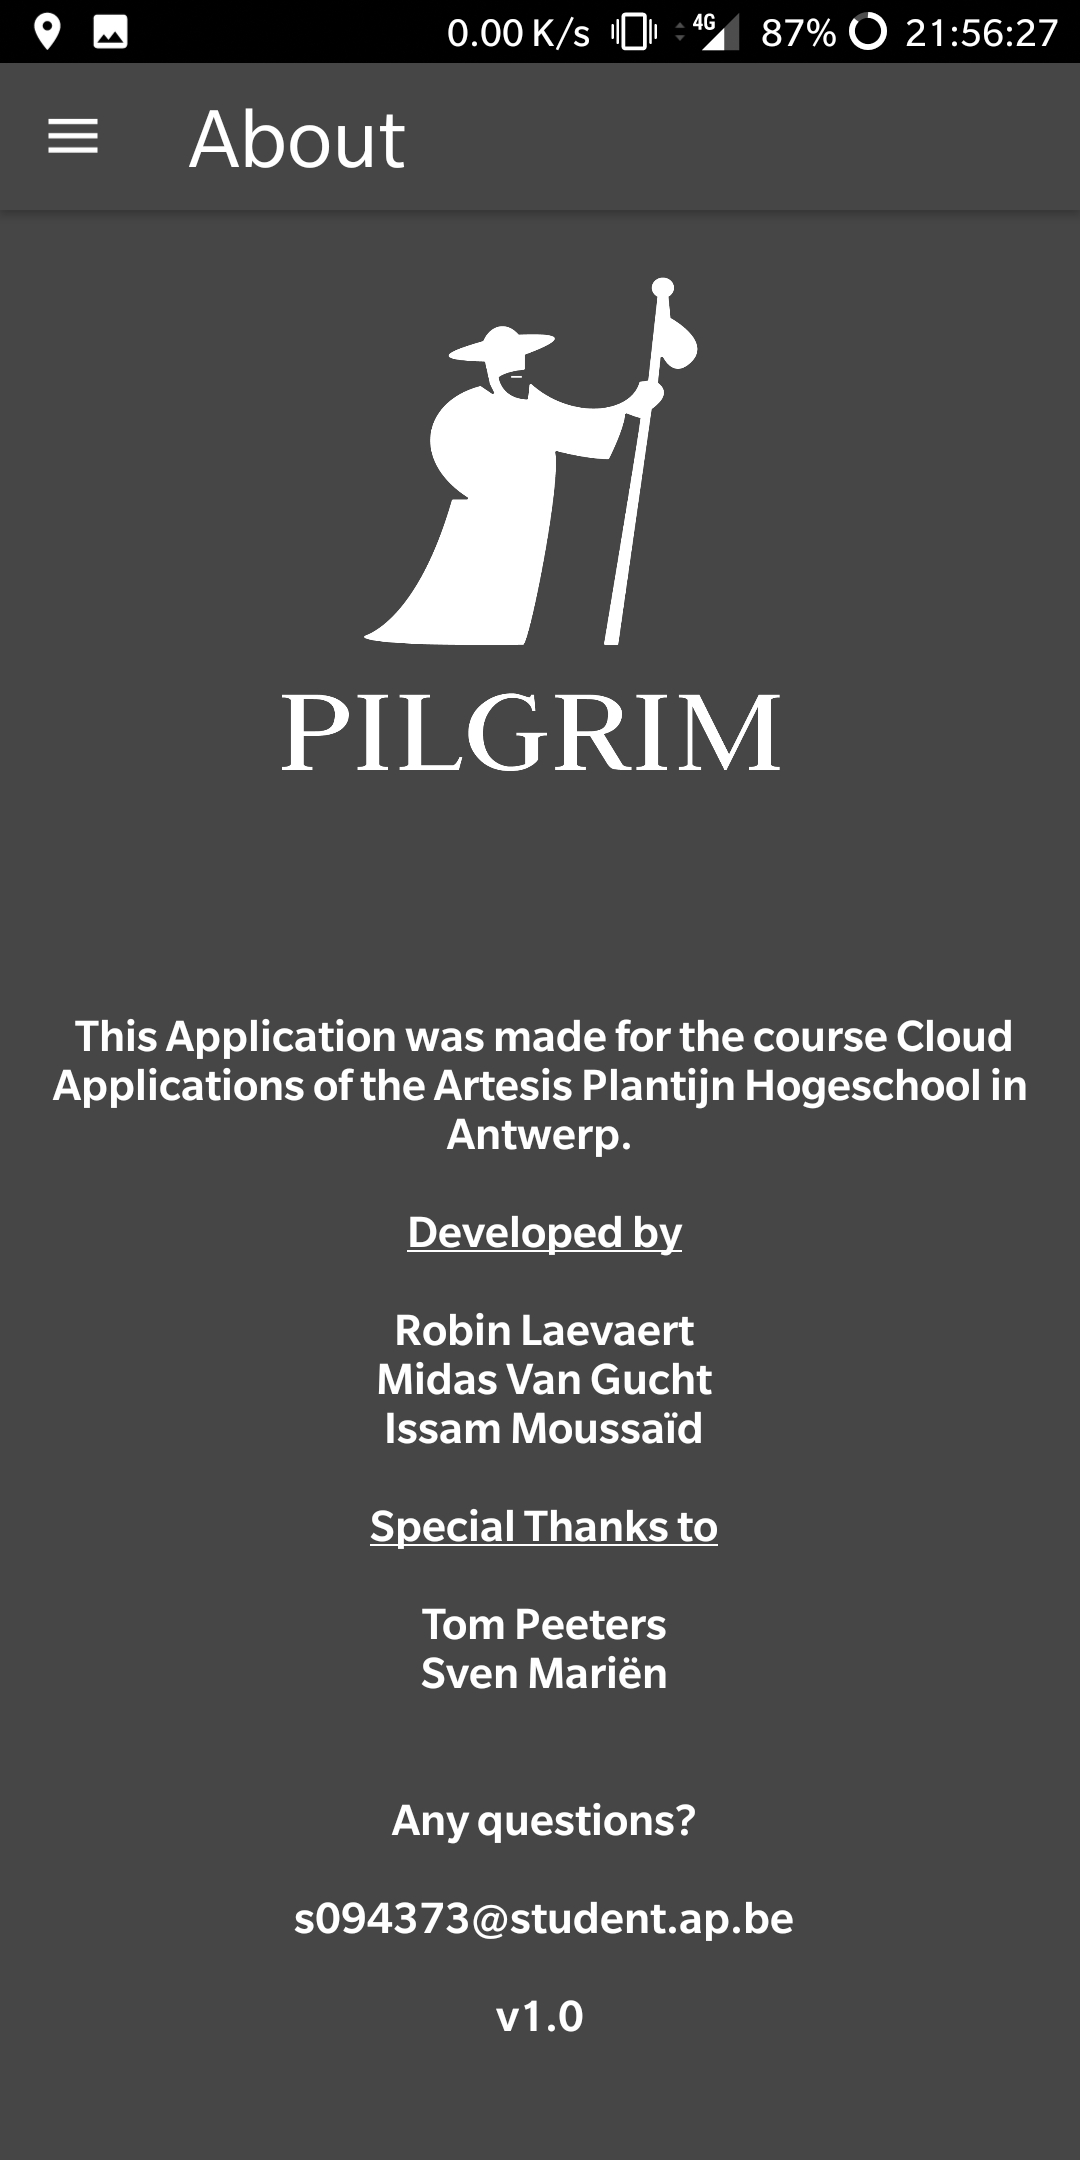 0.00 K/s 4G 87% 21:56:27
About
PILGRIM
This Application was made for the course Cloud
Applications of the Artesis Plantijn Hogeschool in
Antwerp.
Developed by
Robin Laevaert
Midas Van Gucht
Issam Moussaïd
Special Thanks to
Tom Peeters
Sven Mariën
Any questions?
s094373@student.ap.be
v1.0